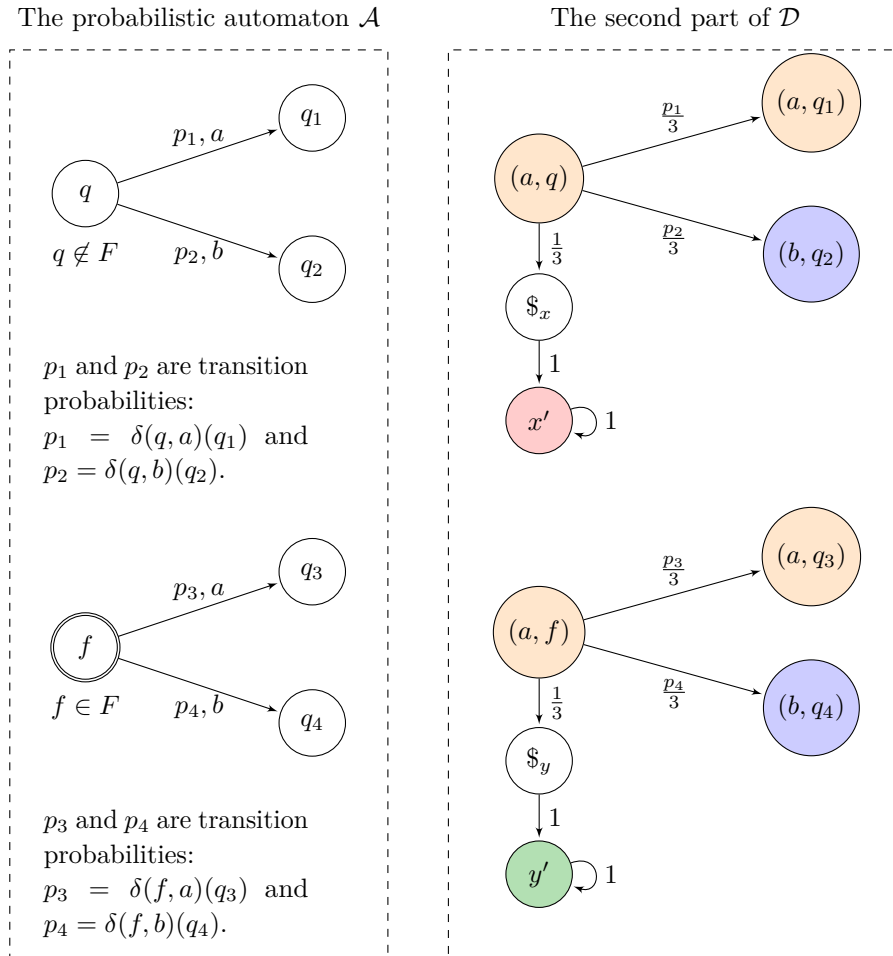 The probabilistic automaton $\mathcal{A}$
q
q ∉ F
p₁, a
q₁
p₂, b
q₂
p₁ and p₂ are transition
probabilities:
p₁ = δ(q, a)(q₁) and
p₂ = δ(q, b)(q₂).
f
f ∈ F
p₃, a
q₃
p₄, b
q₄
p₃ and p₄ are transition
probabilities:
p₃ = δ(f, a)(q₃) and
p₄ = δ(f, b)(q₄).
The second part of $\mathcal{D}$
(a, q)
p₁/3
(a, q₁)
p₂/3
(b, q₂)
1/3
$ₓ
1
x′
1
(a, f)
p₃/3
(a, q₃)
p₄/3
(b, q₄)
1/3
$_y
1
y′
1